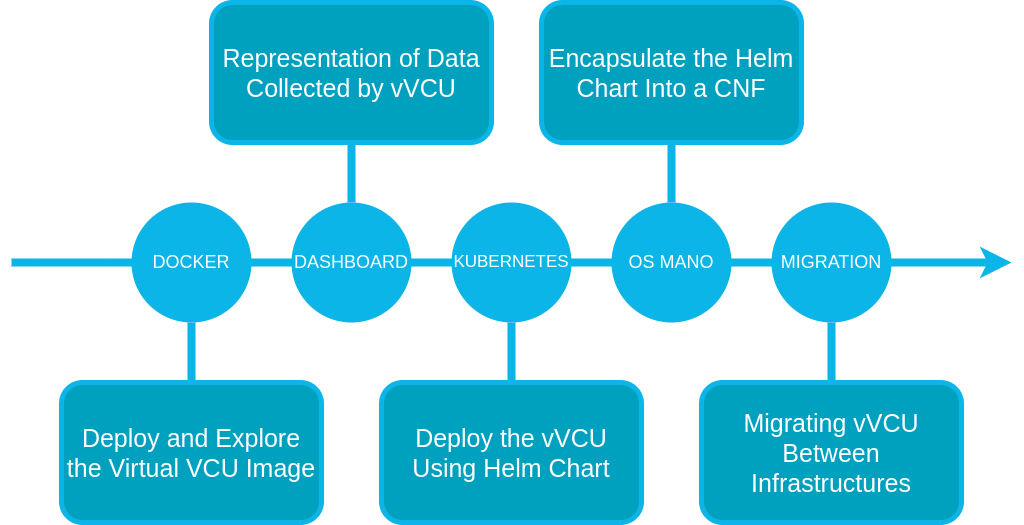 Representation of Data
Collected by vVCU
Encapsulate the Helm
Chart Into a CNF
DOCKER
DASHBOARD
KUBERNETES
OS MANO
MIGRATION
Deploy and Explore
the Virtual VCU Image
Deploy the vVCU
Using Helm Chart
Migrating vVCU
Between
Infrastructures